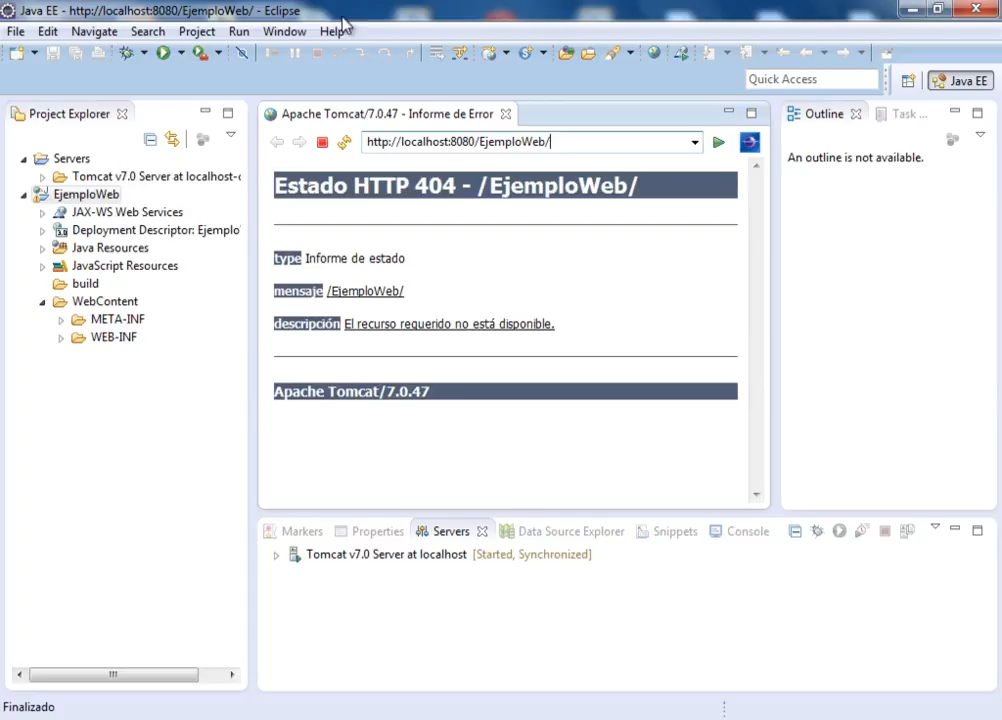 Java EE - http://localhost:8080/EjemploWeb/ - Eclipse
File Edit Navigate Search Project Run Window Help
Quick Access
Java EE
Project Explorer
Servers
Tomcat v7.0 Server at localhost-c
EjemploWeb
JAX-WS Web Services
Deployment Descriptor: Ejemplo
Java Resources
JavaScript Resources
build
WebContent
META-INF
WEB-INF
Apache Tomcat/7.0.47 - Informe de Error
http://localhost:8080/EjemploWeb/
Estado HTTP 404 - /EjemploWeb/
type Informe de estado
mensaje /EjemploWeb/
descripción El recurso requerido no está disponible.
Apache Tomcat/7.0.47
Outline Task ...
An outline is not available.
Markers Properties Servers Data Source Explorer Snippets Console
Tomcat v7.0 Server at localhost [Started, Synchronized]
Finalizado